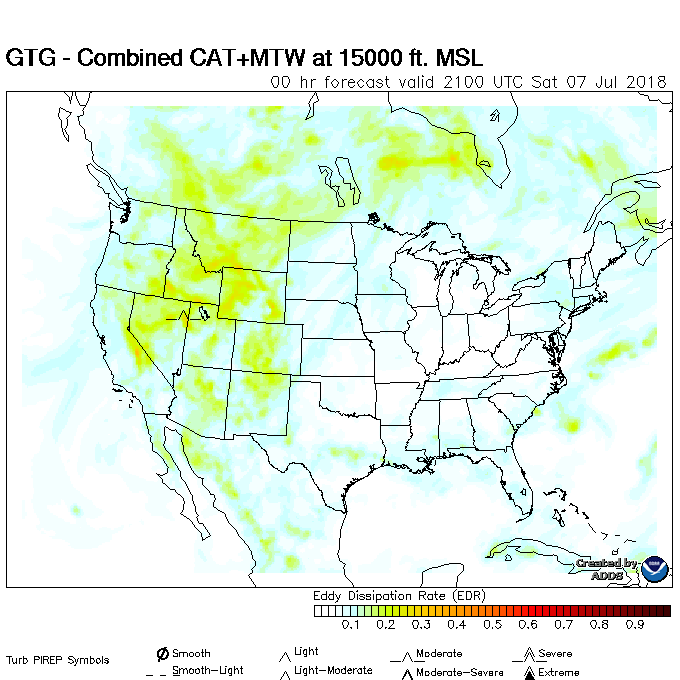 GTG - Combined CAT+MTW at 15000 ft. MSL
00 hr forecast valid 2100 UTC Sat 07 Jul 2018
Created by
ADDS
Eddy Dissipation Rate (EDR)
0.1 0.2 0.3 0.4 0.5 0.6 0.7 0.8 0.9
Turb PIREP Symbols
Smooth Light Moderate Severe
Smooth-Light Light-Moderate Moderate-Severe Extreme